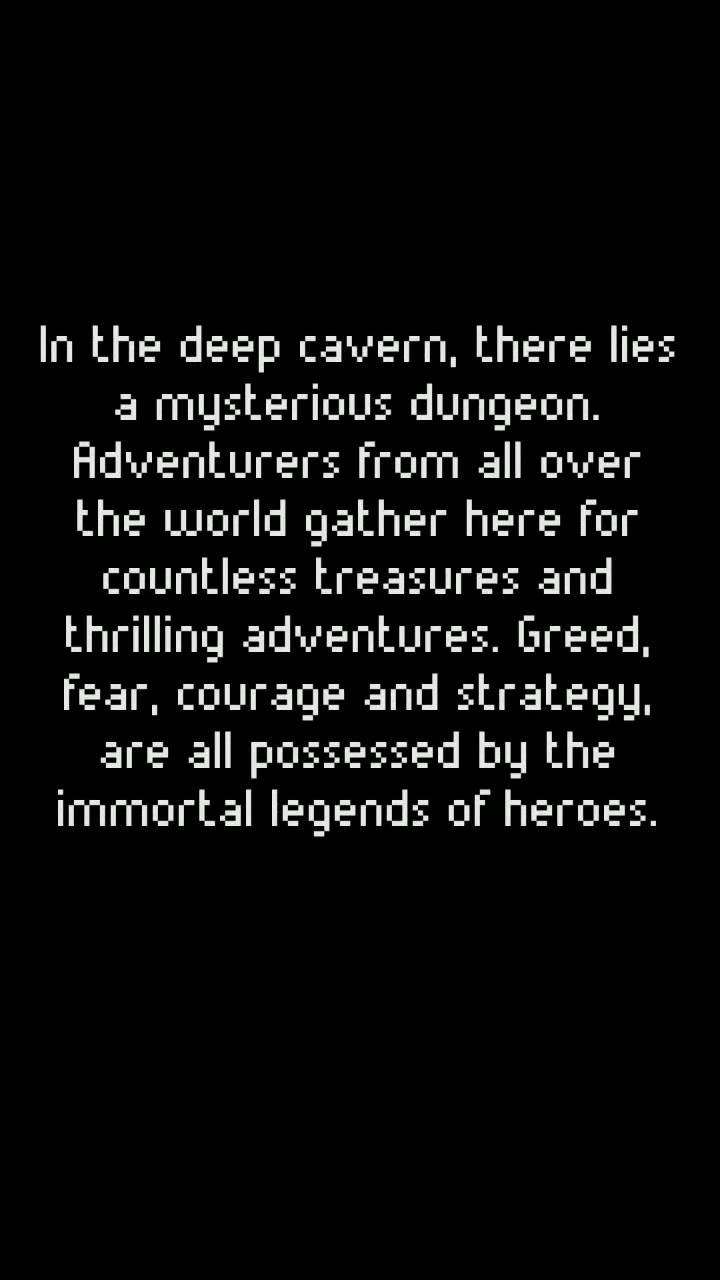 In the deep cavern, there lies
a mysterious dungeon.
Adventurers from all over
the world gather here for
countless treasures and
thrilling adventures. Greed,
fear, courage and strategy,
are all possessed by the
immortal legends of heroes.